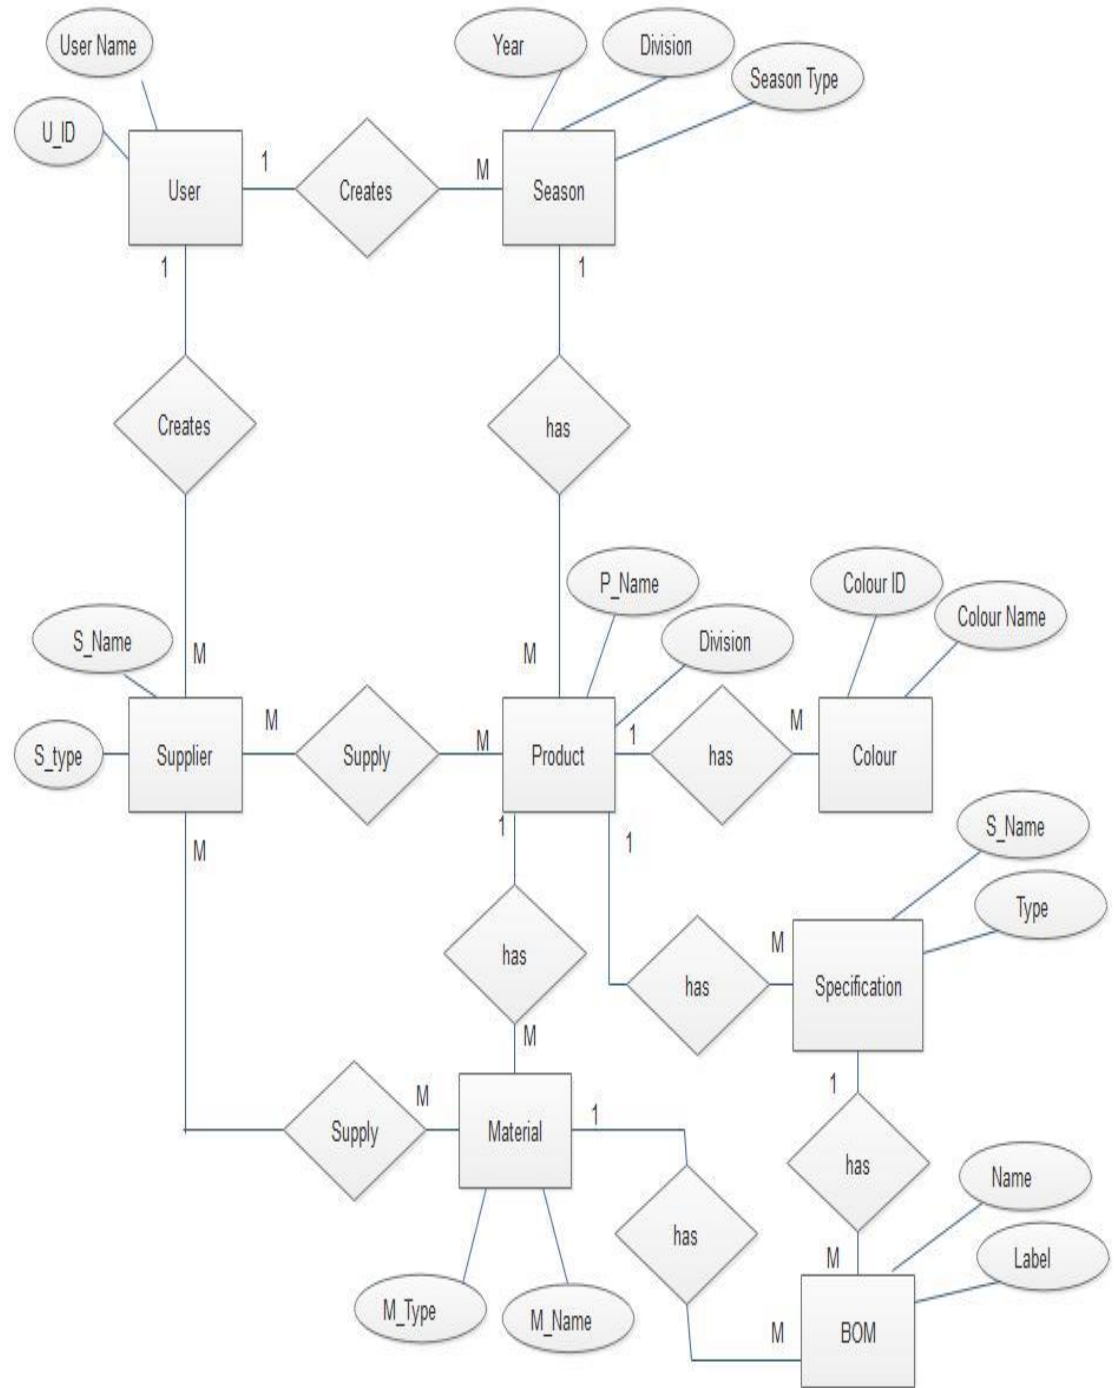 User Name
Year
Division
Season Type
U_ID
1
M
User
Creates
Season
1
1
Creates
has
P_Name
Colour ID
Colour Name
S_Name
Division
M
M
M
M
1
M
S_type
Supplier
Supply
Product
has
Colour
M
1
1
S_Name
Type
has
M
has
Specification
M
M
1
1
Supply
Material
has
Name
has
Label
M
M_Type
M_Name
M
BOM